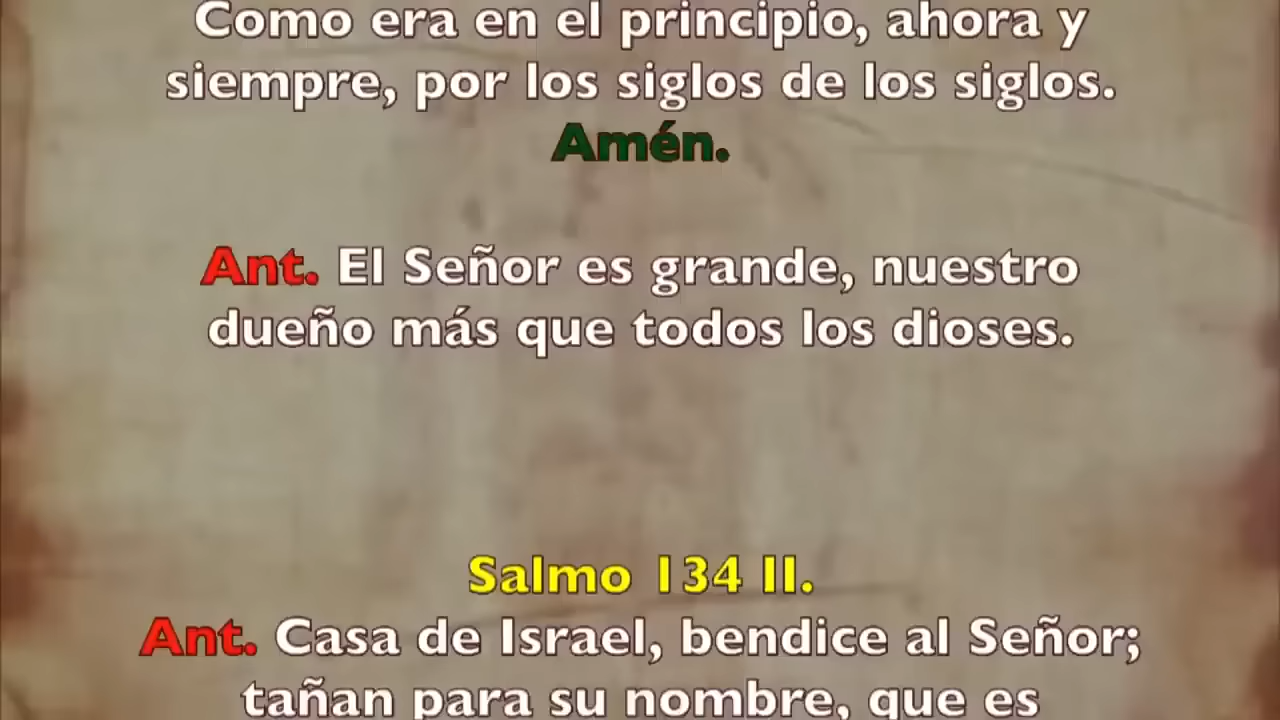 Como era en el principio, ahora y
siempre, por los siglos de los siglos.
Amén.
Ant. El Señor es grande, nuestro
dueño más que todos los dioses.
Salmo 134 II.
Ant. Casa de Israel, bendice al Señor;
tañan para su nombre, que es